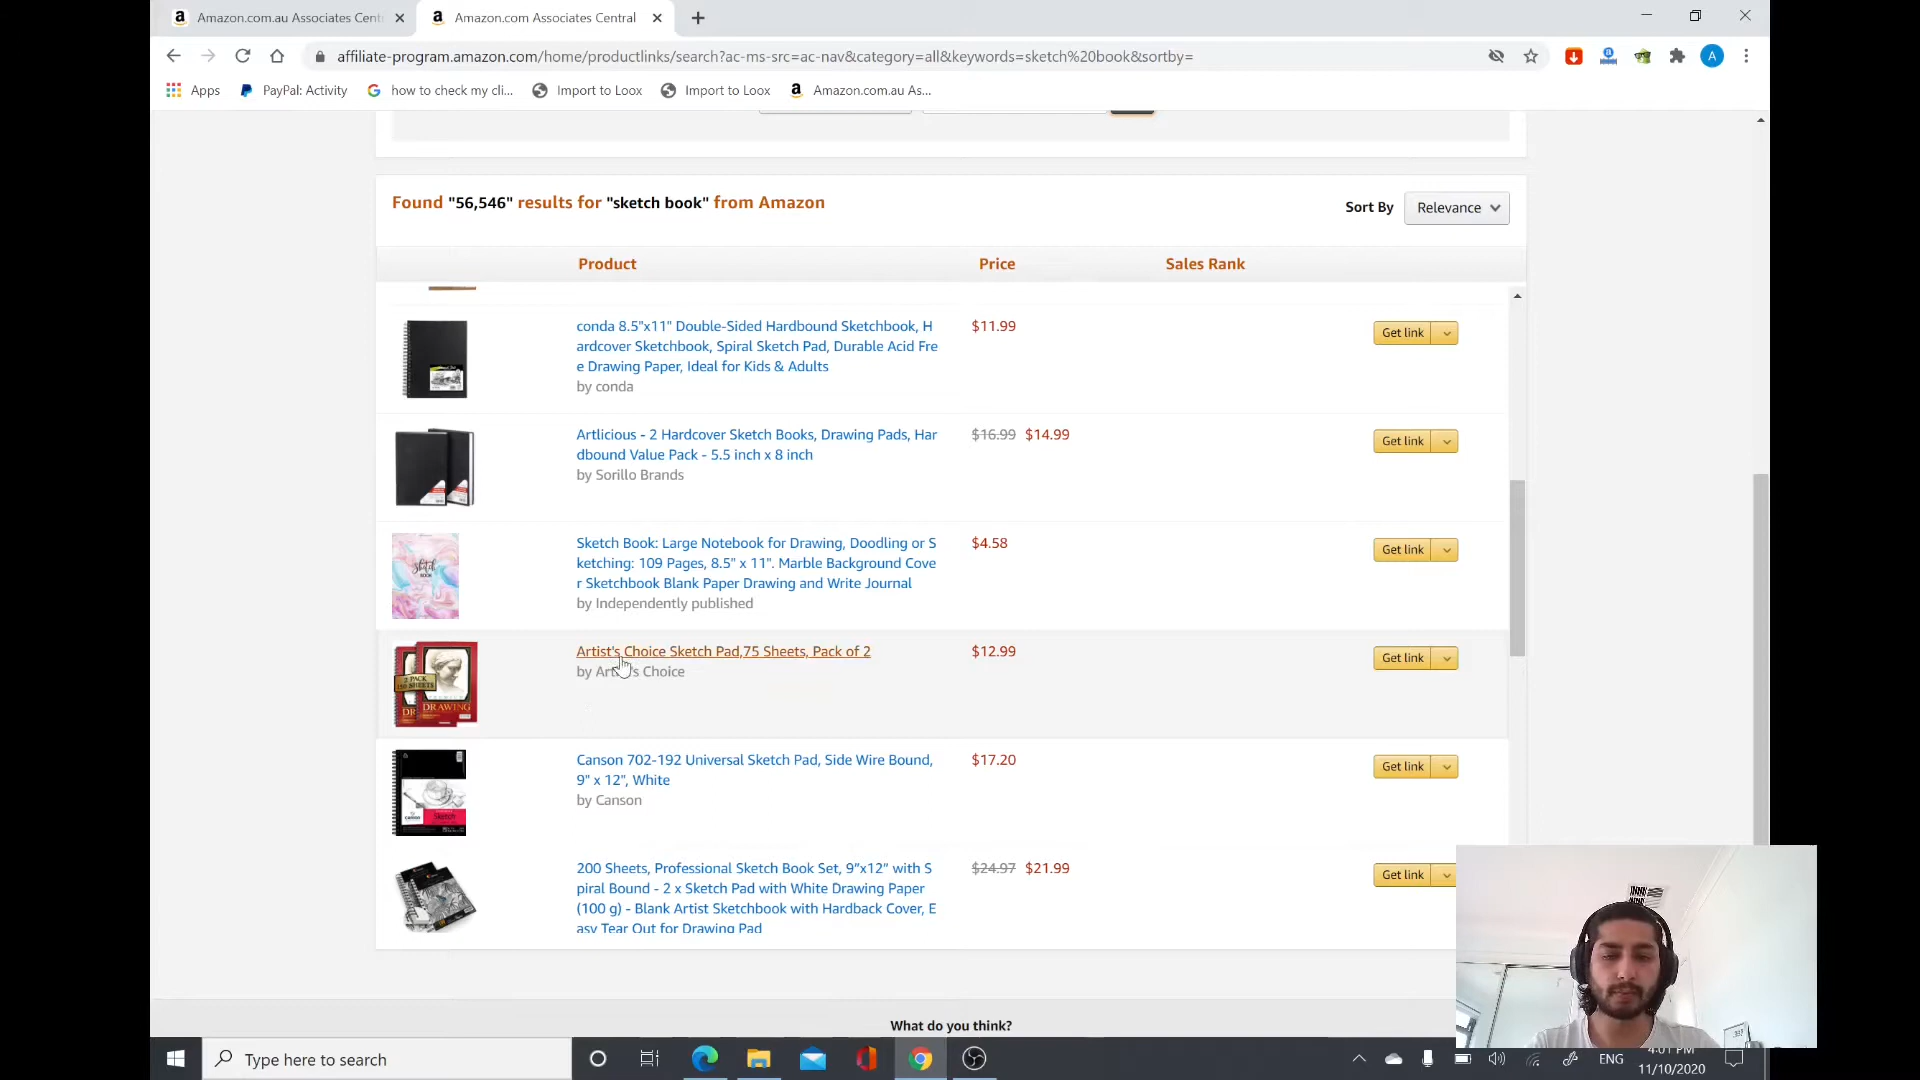 Amazon.com.au Associates Cent
Amazon.com Associates Central
affiliate-program.amazon.com/home/productlinks/search?ac-ms-src=ac-nav&category=all&keywords=sketch%20book&sortby=
A
Apps
PayPal: Activity
how to check my cli...
Import to Loox
Import to Loox
Amazon.com.au As...
Found "56,546" results for "sketch book" from Amazon
Sort By
Relevance
Product
Price
Sales Rank
conda 8.5"x11" Double-Sided Hardbound Sketchbook, H
ardcover Sketchbook, Spiral Sketch Pad, Durable Acid Fre
e Drawing Paper, Ideal for Kids & Adults
by conda
$11.99
Get link
Artlicious - 2 Hardcover Sketch Books, Drawing Pads, Har
dbound Value Pack - 5.5 inch x 8 inch
by Sorillo Brands
$16.99 $14.99
Get link
Sketch Book: Large Notebook for Drawing, Doodling or S
ketching: 109 Pages, 8.5" x 11". Marble Background Cove
r Sketchbook Blank Paper Drawing and Write Journal
by Independently published
$4.58
Get link
2 PACK
150 SHEETS
DRAWING
Artist's Choice Sketch Pad,75 Sheets, Pack of 2
by Artist's Choice
$12.99
Get link
Canson 702-192 Universal Sketch Pad, Side Wire Bound,
9" x 12", White
by Canson
$17.20
Get link
200 Sheets, Professional Sketch Book Set, 9"x12" with S
piral Bound - 2 x Sketch Pad with White Drawing Paper
(100 g) - Blank Artist Sketchbook with Hardback Cover, E
asy Tear Out for Drawing Pad
$24.97 $21.99
Get link
What do you think?
Type here to search
ENG
4:01 PM
11/10/2020